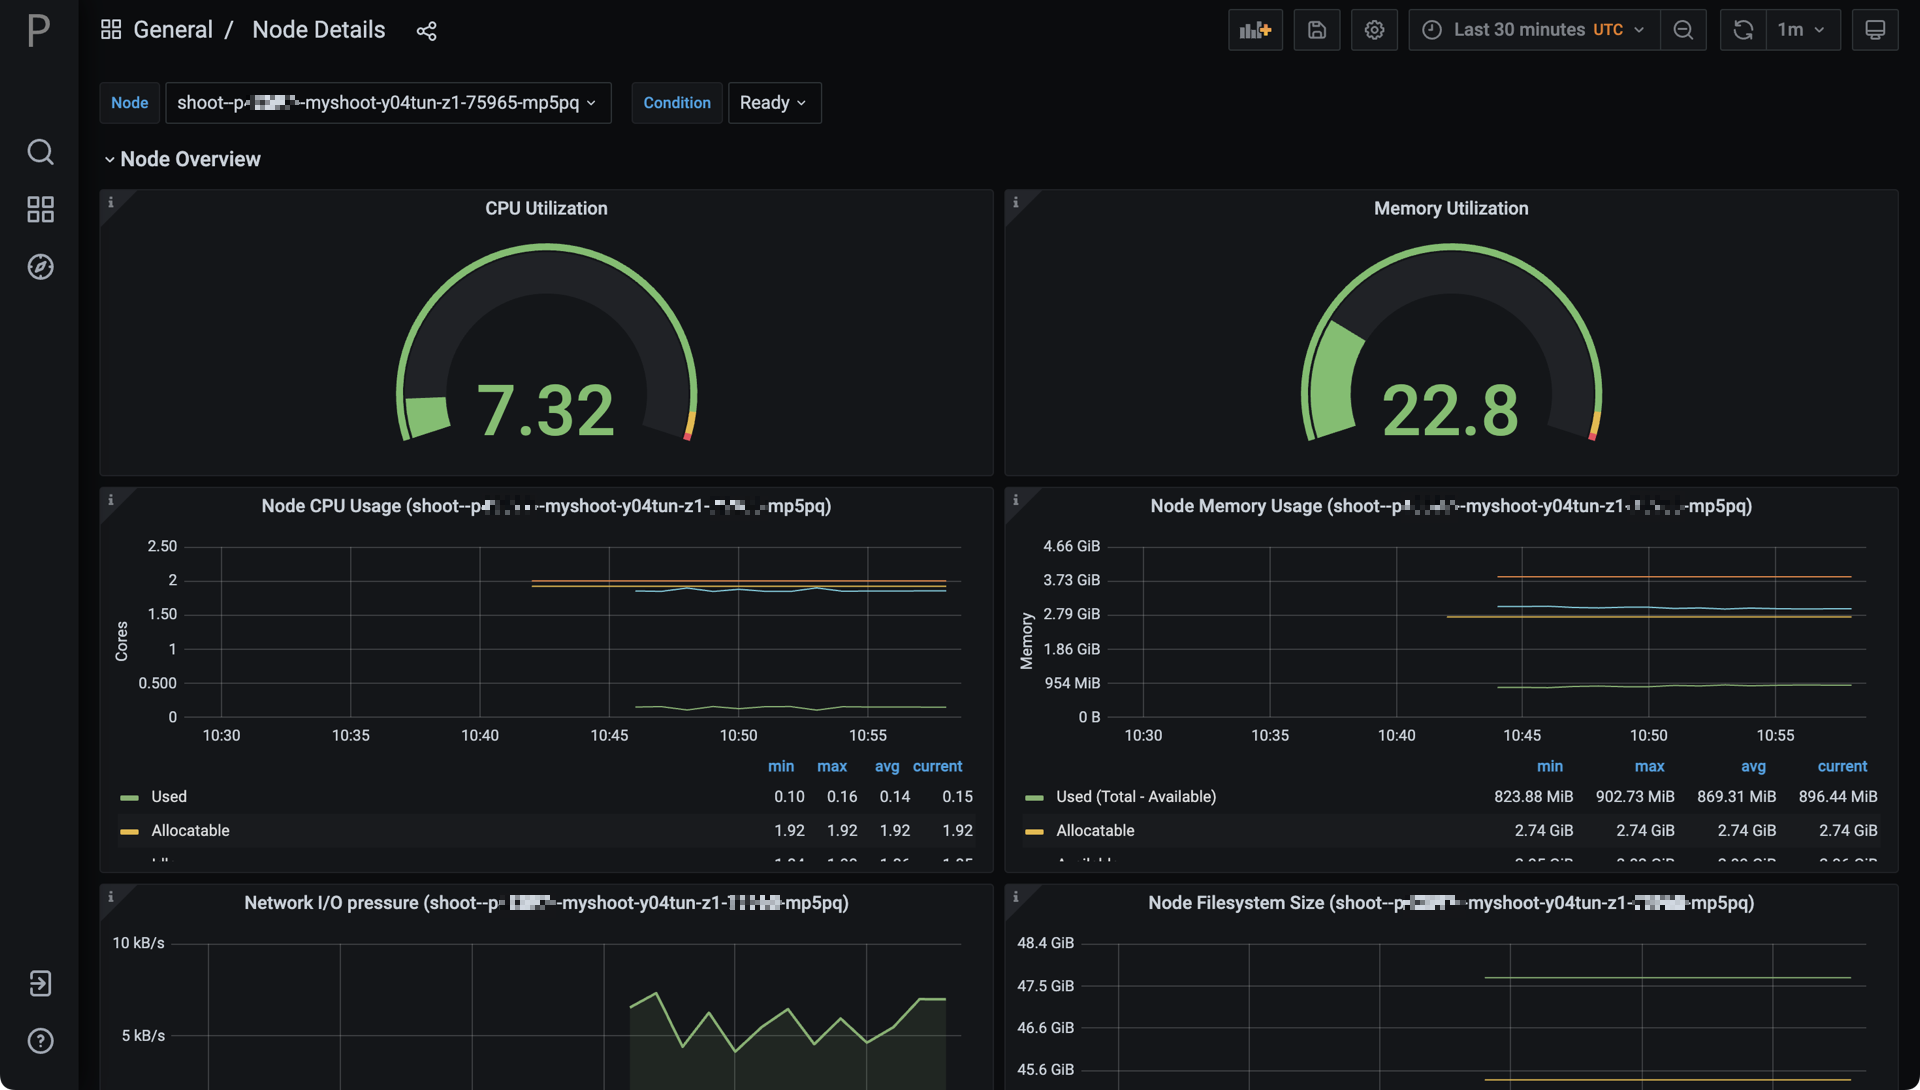 General / Node Details
Last 30 minutes UTC
1m
Node shoot--p -myshoot-y04tun-z1-75965-mp5pq Condition Ready
Node Overview
CPU Utilization
7.32
Memory Utilization
22.8
Node CPU Usage (shoot--p -myshoot-y04tun-z1- -mp5pq)
2.50
2
1.50
1
0.500
0
Cores
10:30 10:35 10:40 10:45 10:50 10:55
min max avg current
Used 0.10 0.16 0.14 0.15
Allocatable 1.92 1.92 1.92 1.92
Node Memory Usage (shoot--p -myshoot-y04tun-z1- -mp5pq)
4.66 GiB
3.73 GiB
2.79 GiB
1.86 GiB
954 MiB
0 B
Memory
10:30 10:35 10:40 10:45 10:50 10:55
min max avg current
Used (Total - Available) 823.88 MiB 902.73 MiB 869.31 MiB 896.44 MiB
Allocatable 2.74 GiB 2.74 GiB 2.74 GiB 2.74 GiB
Network I/O pressure (shoot--p -myshoot-y04tun-z1- -mp5pq)
10 kB/s
5 kB/s
Node Filesystem Size (shoot--p -myshoot-y04tun-z1- -mp5pq)
48.4 GiB
47.5 GiB
46.6 GiB
45.6 GiB